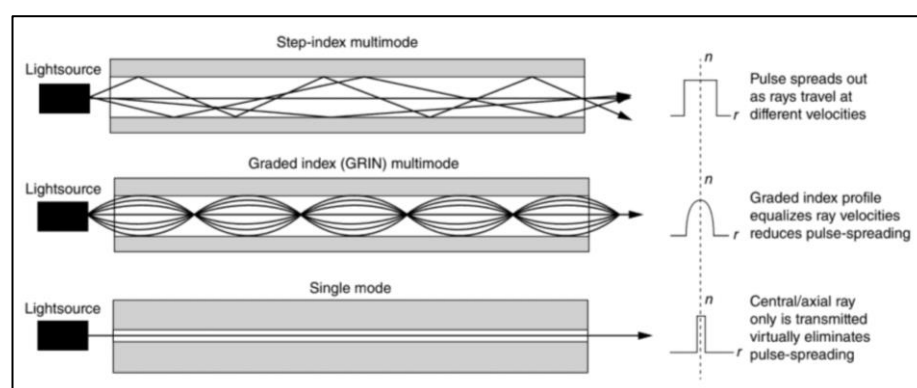 Step-index multimode
Lightsource
n
r
Pulse spreads out
as rays travel at
different velocities
Graded index (GRIN) multimode
Lightsource
n
r
Graded index profile
equalizes ray velocities
reduces pulse-spreading
Single mode
Lightsource
n
r
Central/axial ray
only is transmitted
virtually eliminates
pulse-spreading